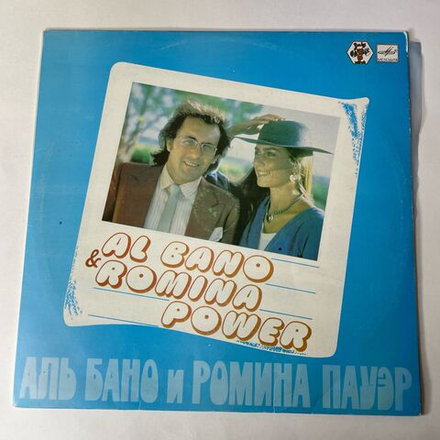 AL BANO
& ROMINA
POWER
АЛЬ БАНО и РОМИНА ПАУЭР